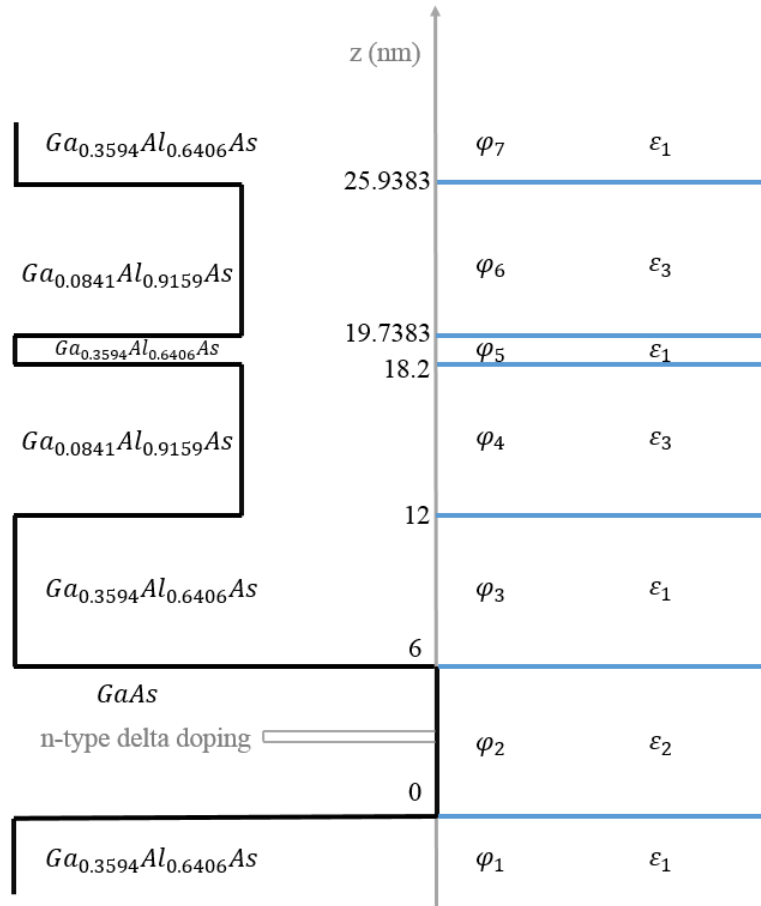 z (nm)
Ga₀.₃₅₉₄Al₀.₆₄₀₆As φ₇ ε₁
25.9383
Ga₀.₀₈₄₁Al₀.₉₁₅₉As φ₆ ε₃
19.7383
Ga₀.₃₅₉₄Al₀.₆₄₀₆As φ₅ ε₁
18.2
Ga₀.₀₈₄₁Al₀.₉₁₅₉As φ₄ ε₃
12
Ga₀.₃₅₉₄Al₀.₆₄₀₆As φ₃ ε₁
6
GaAs
n-type delta doping φ₂ ε₂
0
Ga₀.₃₅₉₄Al₀.₆₄₀₆As φ₁ ε₁